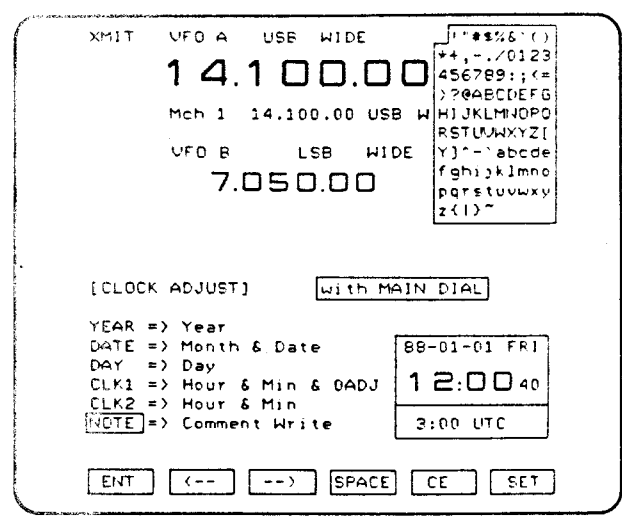 XMIT VFO A USB WIDE
14.100.00
Mch 1 14.100.00 USB W
VFO B LSB WIDE
7.050.00
!"#$%&'()
*+,-./0123
456789:;<=
>?@ABCDEFG
HIJKLMNOPQ
RSTUVWXYZ[
Y]^-`abcde
fghijklmno
pqrstuvwxy
z{|}~
[CLOCK ADJUST] with MAIN DIAL
YEAR => Year
DATE => Month & Date
DAY => Day
CLK1 => Hour & Min & 0ADJ
CLK2 => Hour & Min
NOTE => Comment Write
88-01-01 FRI
12:00 40
3:00 UTC
ENT <-- --> SPACE CE SET